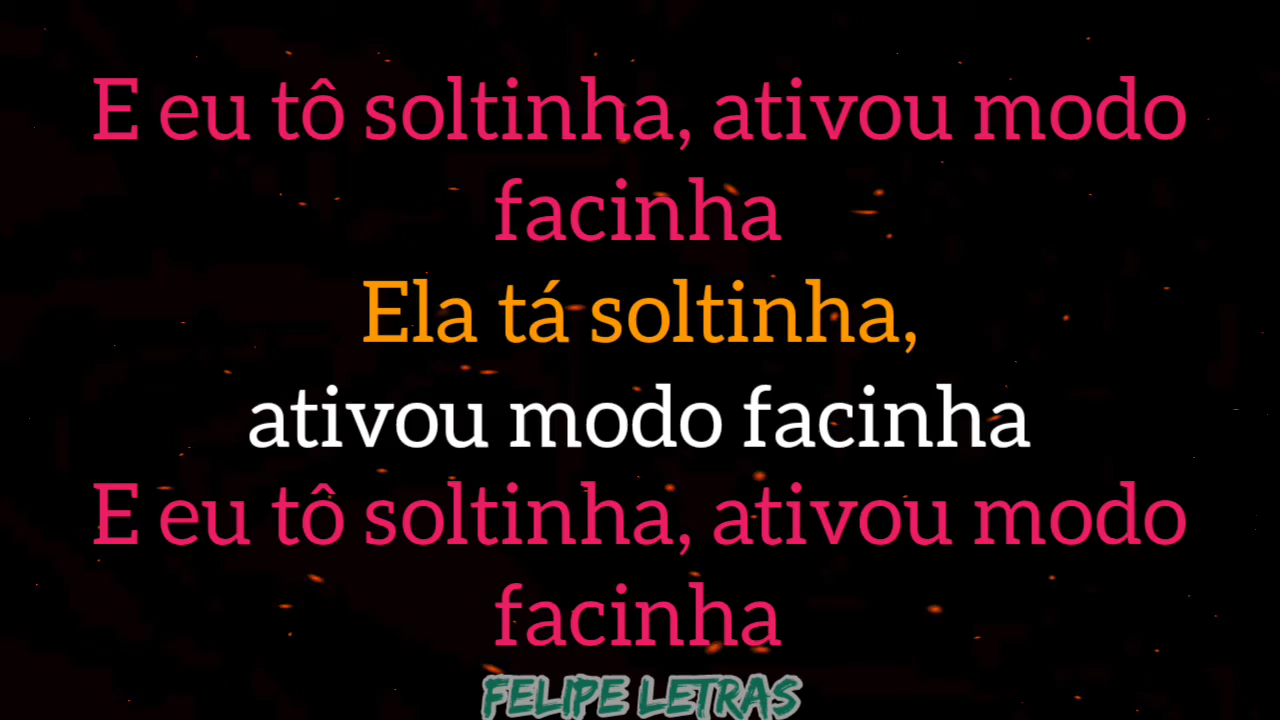 E eu tô soltinha, ativou modo
facinha
Ela tá soltinha,
ativou modo facinha
E eu tô soltinha, ativou modo
facinha
FELIPE LETRAS